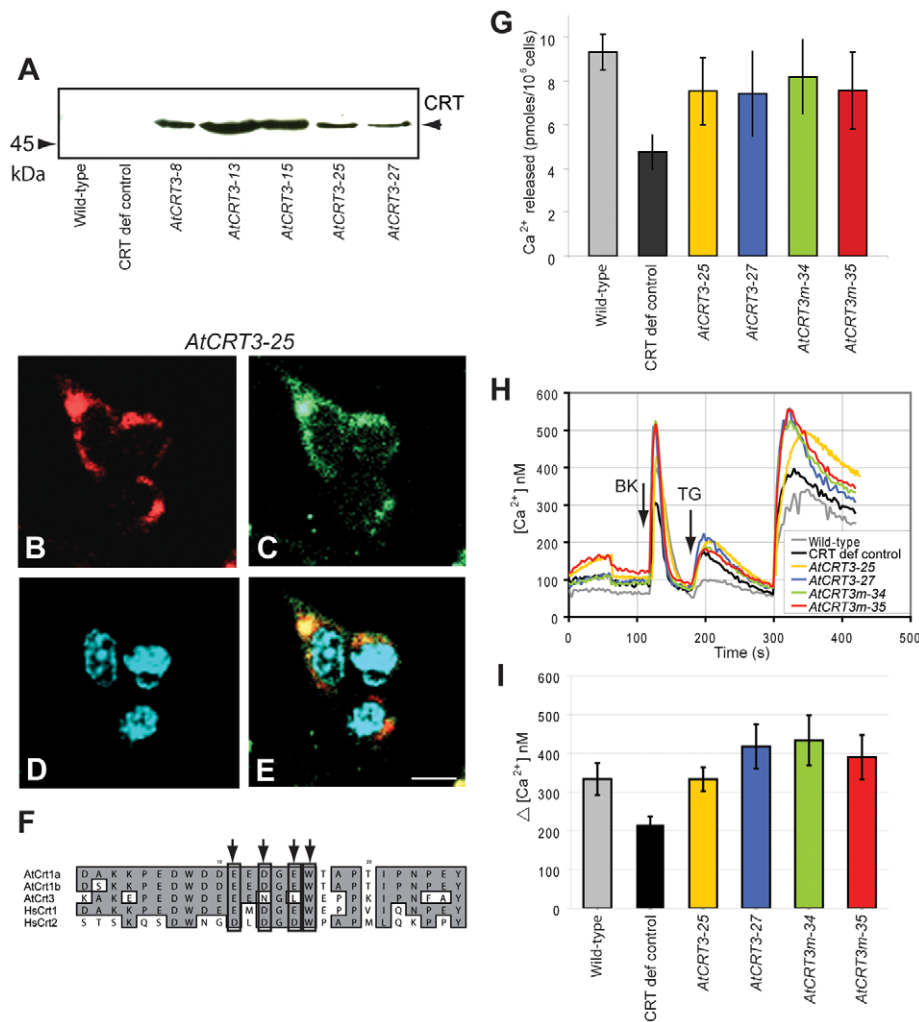 A
CRT
45
kDa
Wild-type
CRT def control
AtCRT3-8
AtCRT3-13
AtCRT3-15
AtCRT3-25
AtCRT3-27
AtCRT3-25
B
C
D
E
F
10
20
AtCrt1a D A K K P E D W D D E E D G E W T A P T I P N P E Y
AtCrt1b S K T K
AtCrt3 K A E P E N L E P K F A
HsCrt1 D A K K P E D W D E M D G E W P P V I Q N P E Y
HsCrt2 S T S K Q S D W N G D L D G D W P A P M L Q K P P Y
G
Ca2+ released (pmoles/106 cells)
10
8
6
4
2
0
Wild-type
CRT def control
AtCRT3-25
AtCRT3-27
AtCRT3m-34
AtCRT3m-35
H
[Ca2+] nM
600
500
400
300
200
100
0
BK
TG
Wild-type
CRT def control
AtCRT3-25
AtCRT3-27
AtCRT3m-34
AtCRT3m-35
0
100
200
300
400
500
Time (s)
I
△ [Ca2+] nM
600
500
400
300
200
100
0
Wild-type
CRT def control
AtCRT3-25
AtCRT3-27
AtCRT3m-34
AtCRT3m-35